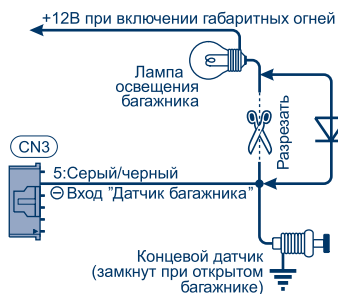 +12В при включении габаритных огней
Лампа
освещения
багажника
Разрезать
CN3
5:Серый/черный
⊖ Вход "Датчик багажника"
Концевой датчик
(замкнут при открытом
багажнике)